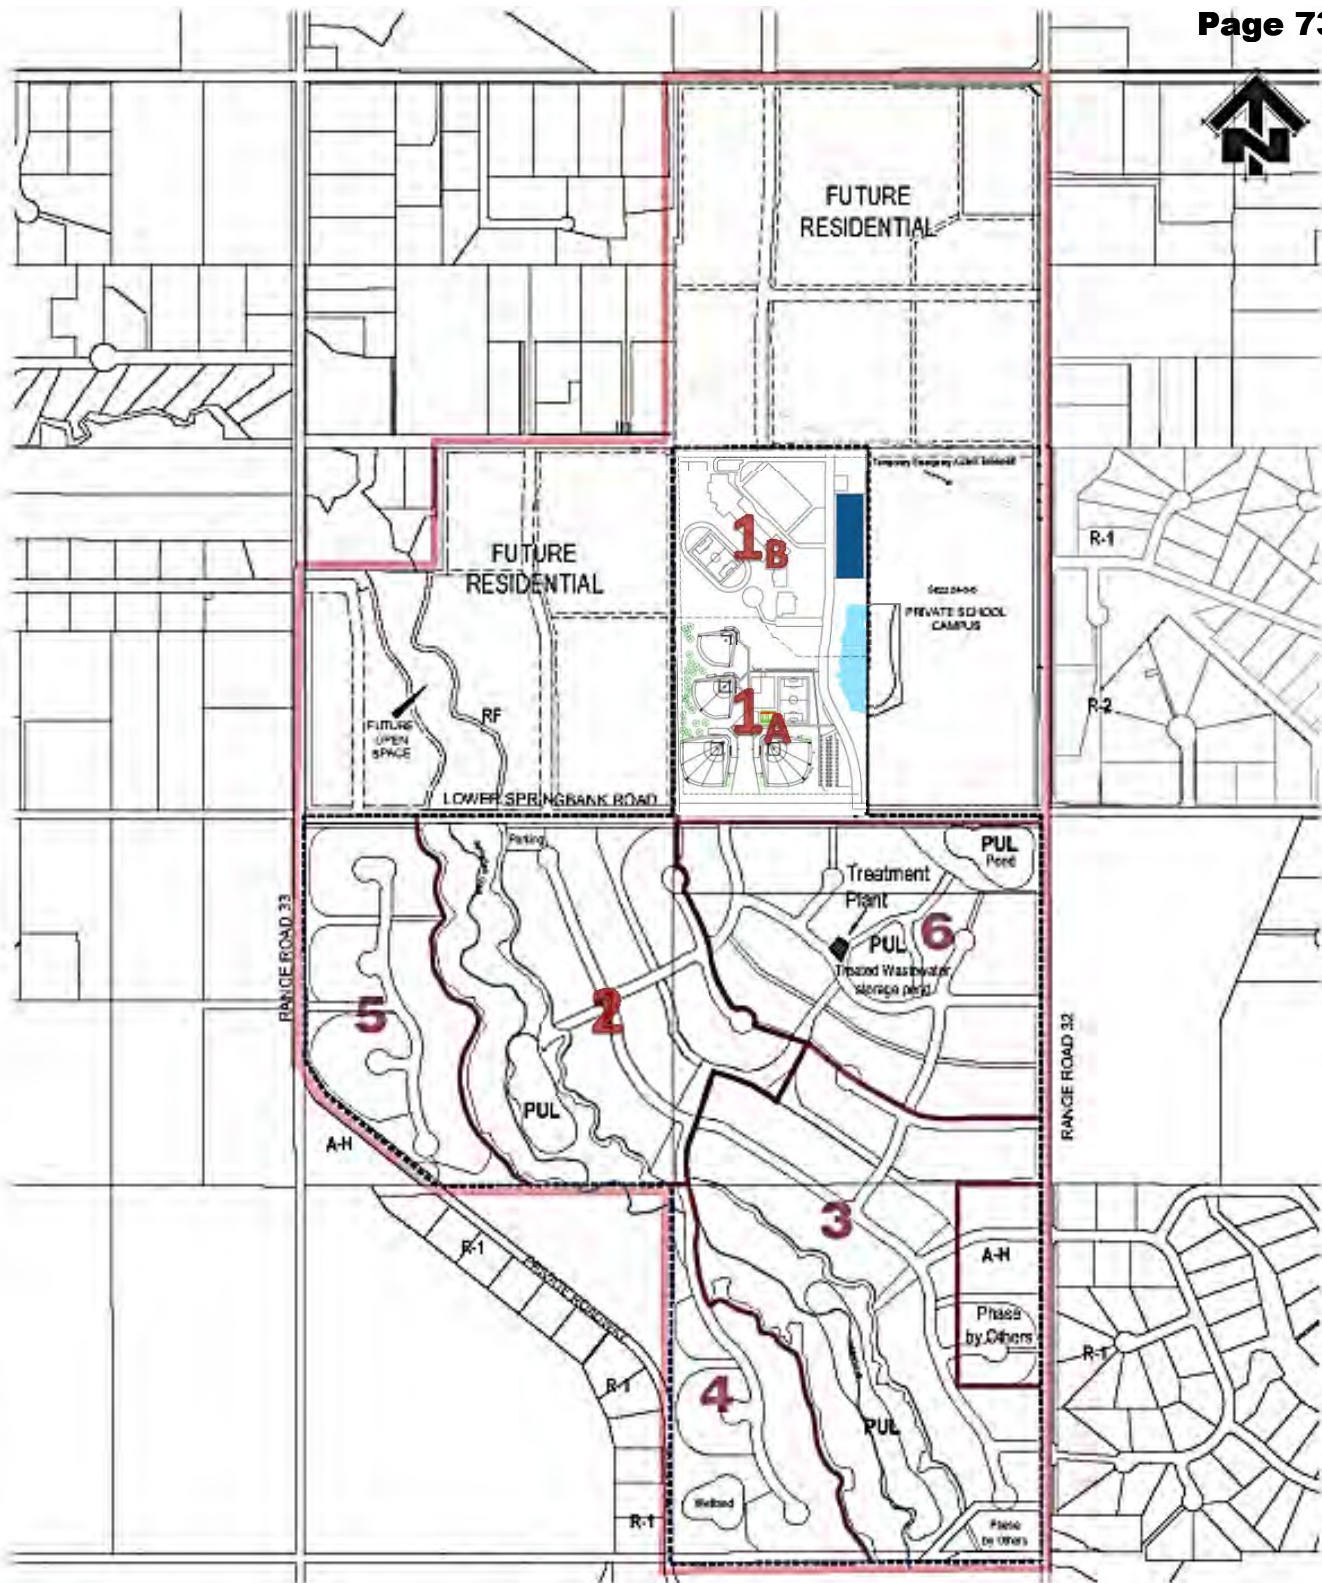 Page 73
N
FUTURE
RESIDENTIAL
1B
R-1
FUTURE
RESIDENTIAL
PRIVATE SCHOOL
CAMPUS
1A
R-2
RF
FUTURE
OPEN
SPACE
LOWER SPRINGBANK ROAD
Parking
PUL
Pond
Treatment
Plant
RANGE ROAD 33
6
PUL
Treated Wastewater
storage pond
5
2
RANGE ROAD 32
PUL
A-H
3
R-1
A-H
PRIVATE ROADWAY
Phase
by Others
R-1
R-1
4
PUL
Wetland
R-1
Phase
by Others